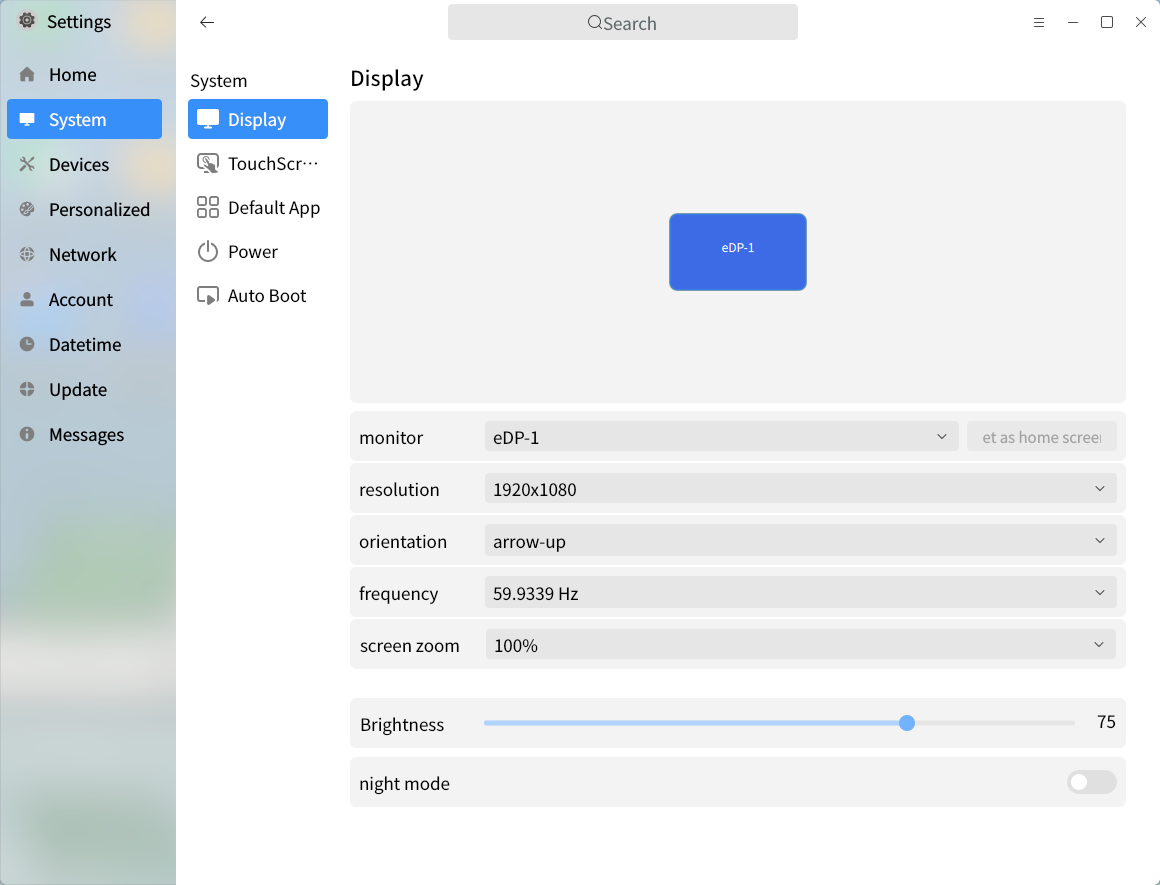 Settings
Search
Home
System
Devices
Personalized
Network
Account
Datetime
Update
Messages
System
Display
TouchScr···
Default App
Power
Auto Boot
Display
eDP-1
monitor
eDP-1
et as home screen
resolution
1920x1080
orientation
arrow-up
frequency
59.9339 Hz
screen zoom
100%
Brightness
75
night mode